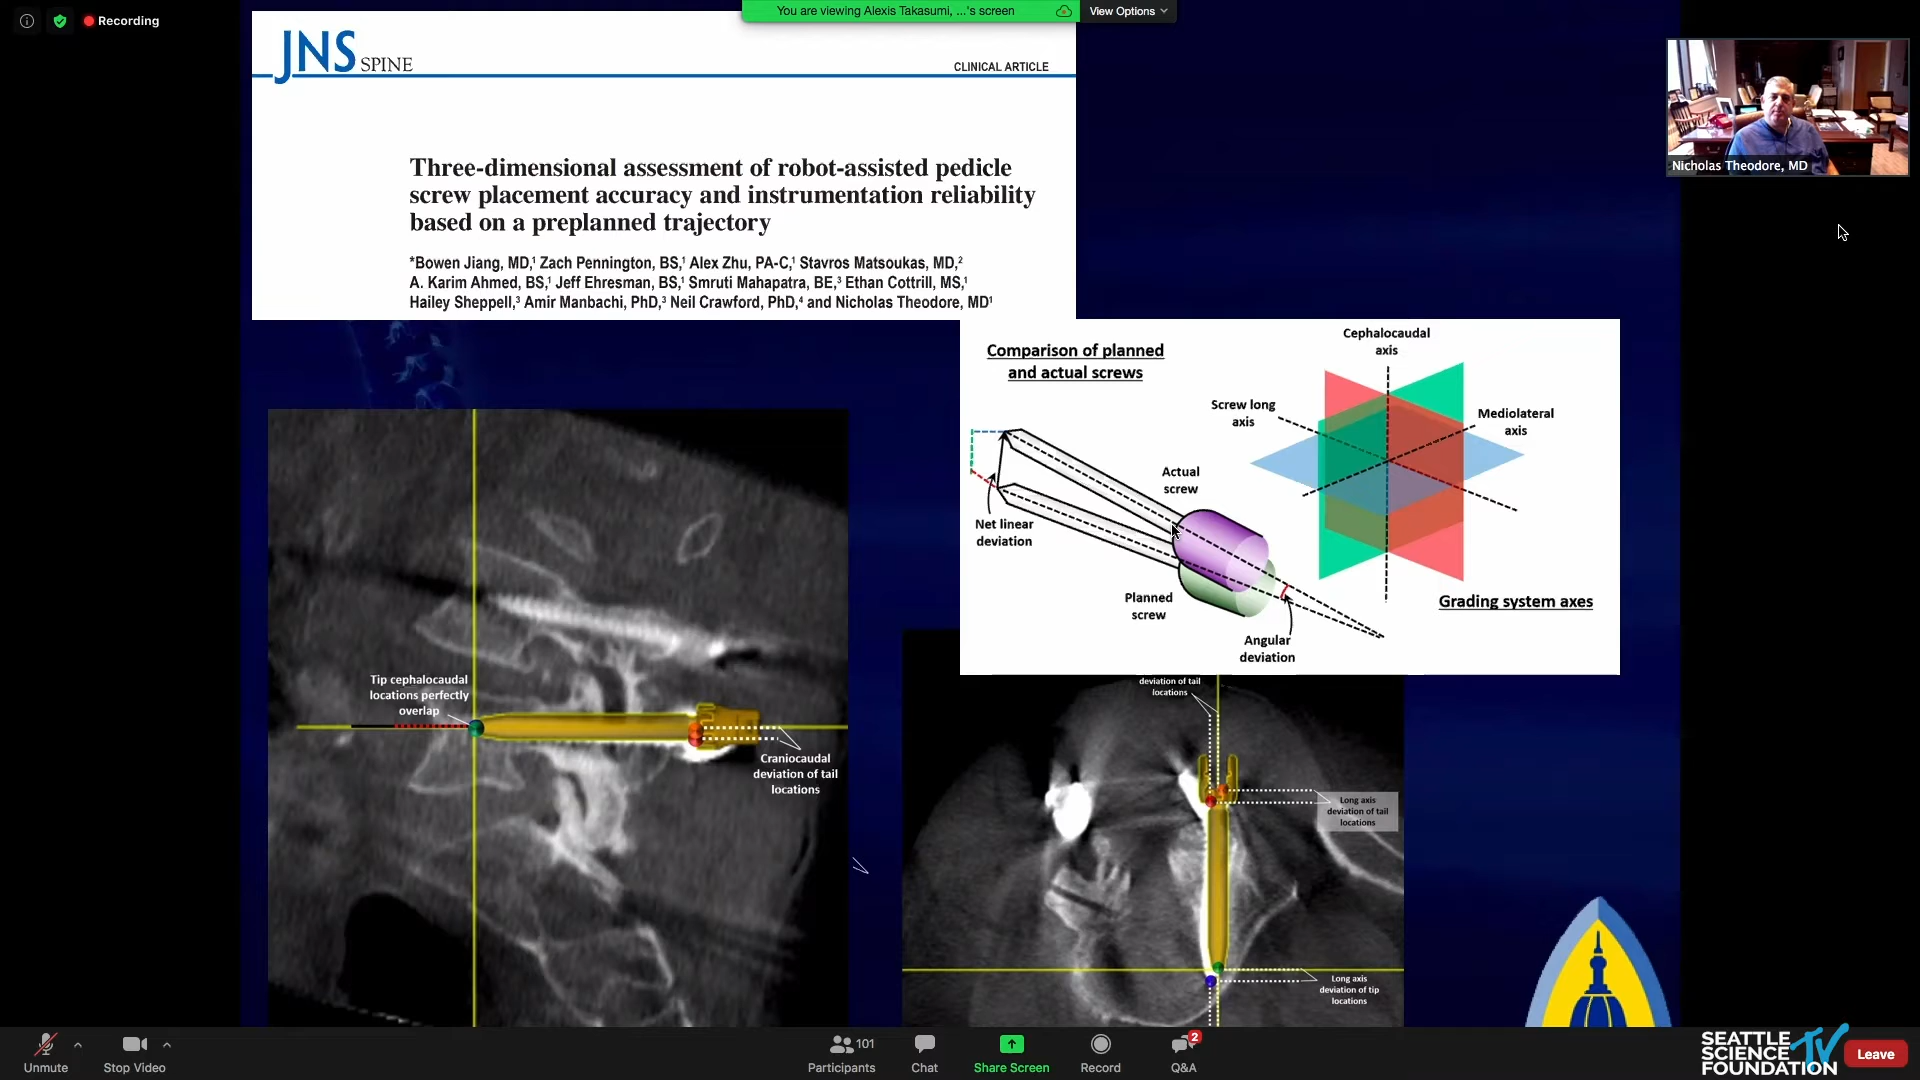 Recording
You are viewing Alexis Takasumi, ...'s screen
View Options
JNS SPINE
CLINICAL ARTICLE
Three-dimensional assessment of robot-assisted pedicle
screw placement accuracy and instrumentation reliability
based on a preplanned trajectory
*Bowen Jiang, MD,¹ Zach Pennington, BS,¹ Alex Zhu, PA-C,¹ Stavros Matsoukas, MD,²
A. Karim Ahmed, BS,¹ Jeff Ehresman, BS,¹ Smruti Mahapatra, BE,³ Ethan Cottrill, MS,¹
Hailey Sheppell,³ Amir Manbachi, PhD,³ Neil Crawford, PhD,⁴ and Nicholas Theodore, MD¹
Nicholas Theodore, MD
Comparison of planned
and actual screws
Cephalocaudal
axis
Screw long
axis
Mediolateral
axis
Actual
screw
Net linear
deviation
Planned
screw
Angular
deviation
Grading system axes
Tip cephalocaudal
locations perfectly
overlap
Craniocaudal
deviation of tail
locations
deviation of tail
locations
Long axis
deviation of tail
locations
Long axis
deviation of tip
locations
Unmute
Stop Video
101
Participants
Chat
Share Screen
Record
2
Q&A
SEATTLE
SCIENCE
FOUNDATION
TV
Leave